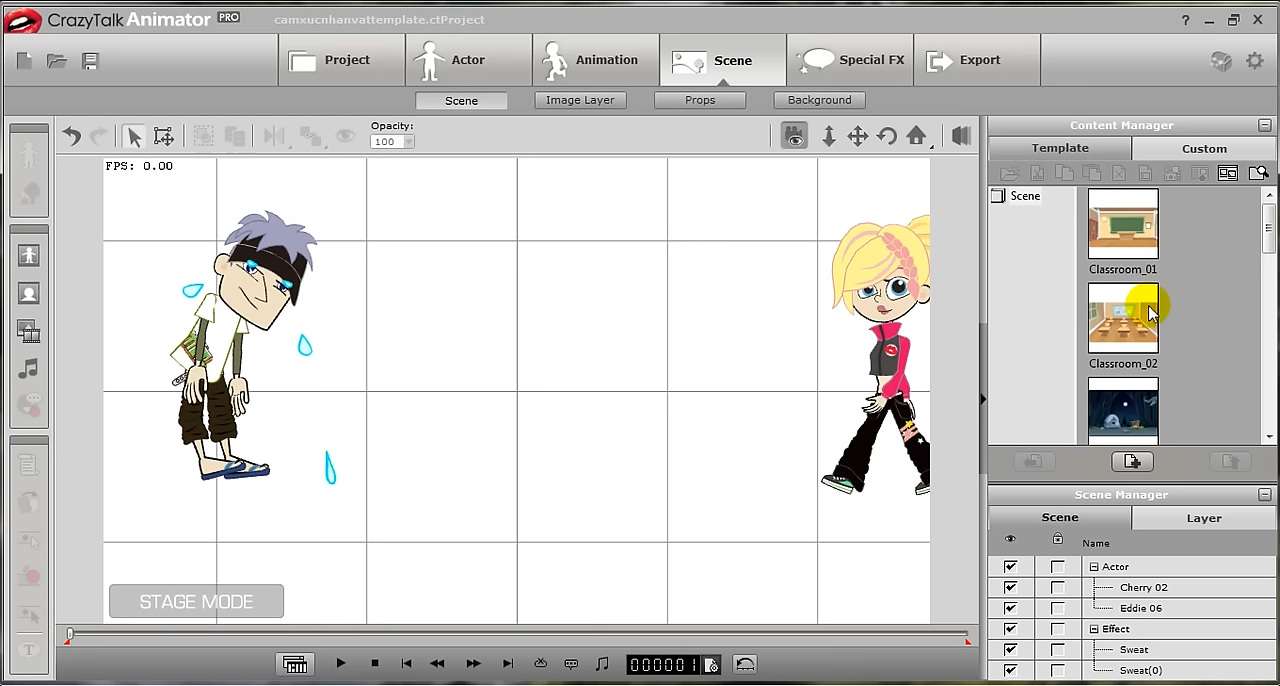 CrazyTalk Animator PRO camxucnhanvattemplate.ctProject
?
Project Actor Animation Scene Special FX Export
Scene Image Layer Props Background
Opacity:
100
FPS: 0.00
STAGE MODE
000001
Content Manager
Template Custom
Scene
Classroom_01
Classroom_02
Scene Manager
Scene Layer
Name
Actor
Cherry 02
Eddie 06
Effect
Sweat
Sweat(0)
T